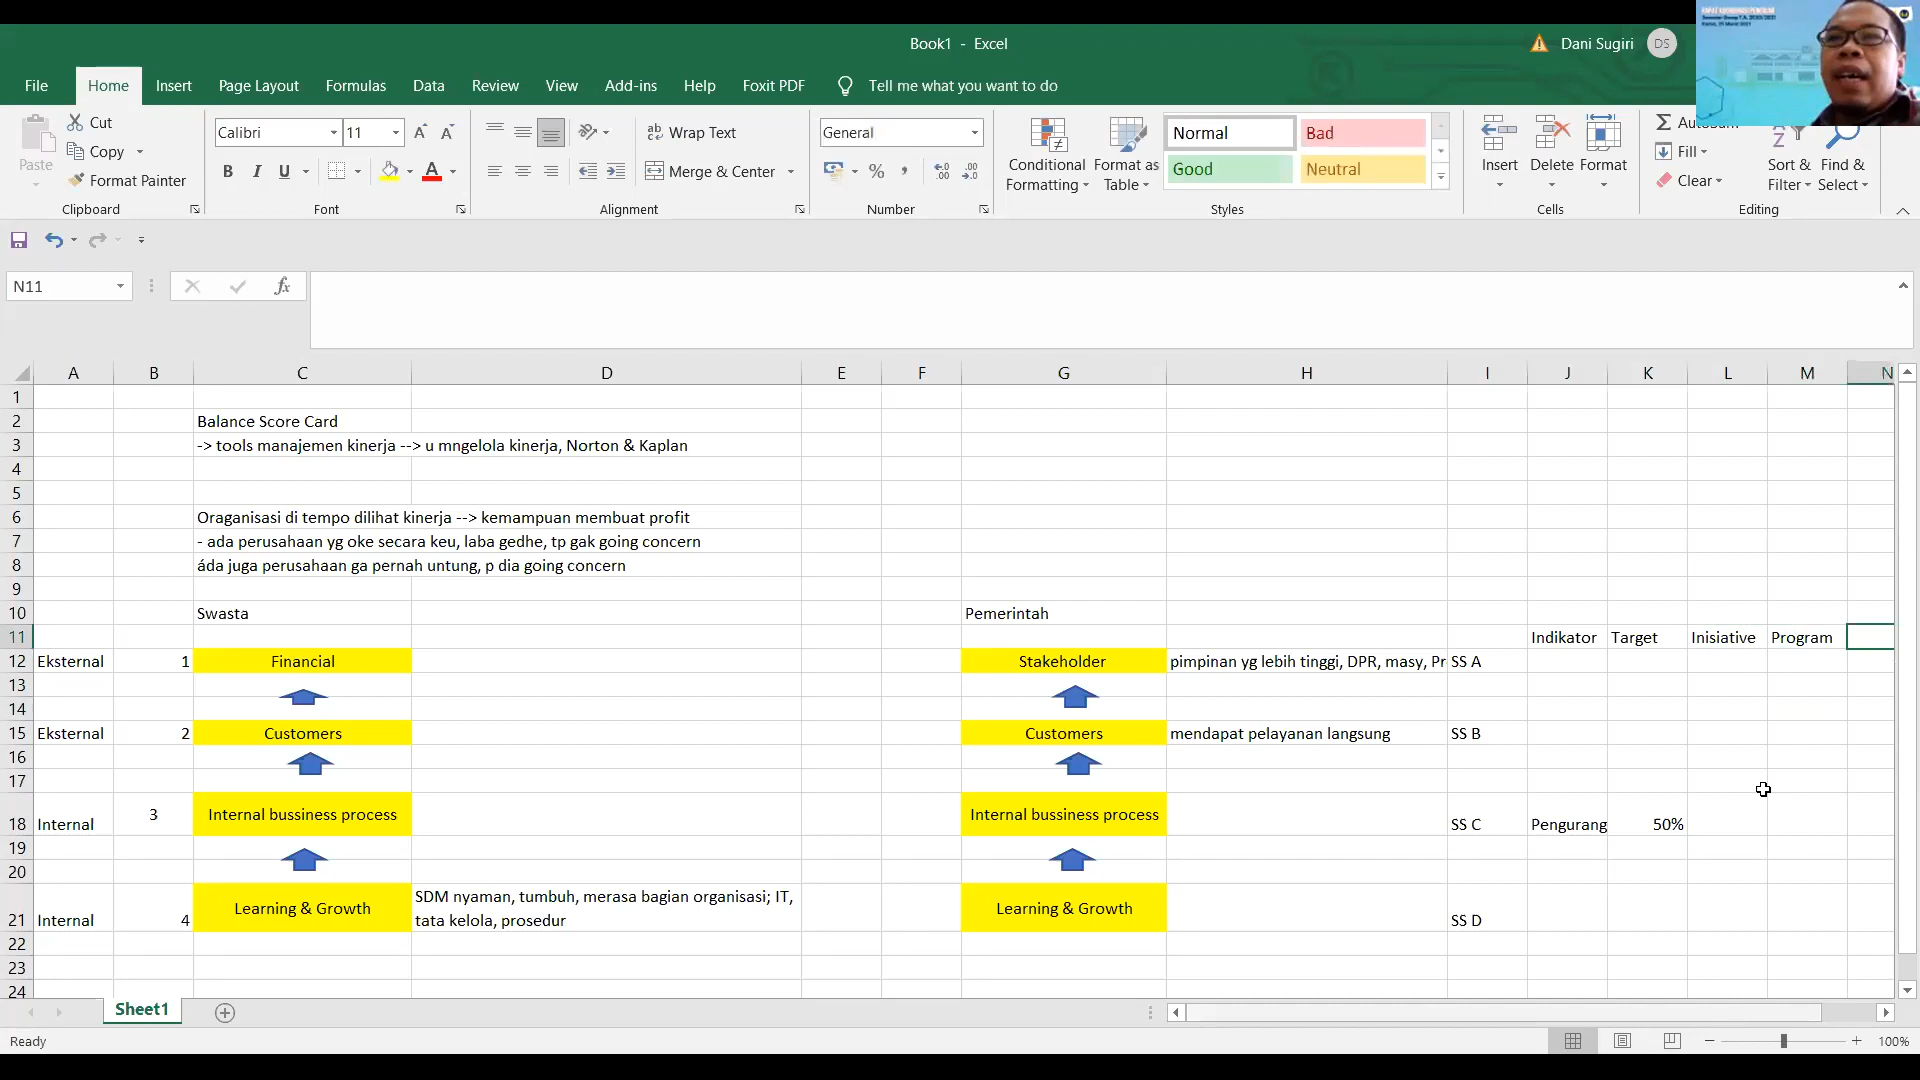 Book1 - Excel
Dani Sugiri
DS
Semester Genap T.A. 2020/2021
File
Home
Insert
Page Layout
Formulas
Data
Review
View
Add-ins
Help
Foxit PDF
Tell me what you want to do
Paste
Cut
Copy
Format Painter
Clipboard
Calibri
11
B I U
Font
Wrap Text
Merge & Center
Alignment
General
%
Number
Conditional Formatting
Format as Table
Normal
Bad
Good
Neutral
Styles
Insert
Delete
Format
Cells
Fill
Clear
Sort & Filter
Find & Select
Editing
N11
fx
A B C D E F G H I J K L M N
1
2 Balance Score Card
3 -> tools manajemen kinerja --> u mngelola kinerja, Norton & Kaplan
4
5
6 Oraganisasi di tempo dilihat kinerja --> kemampuan membuat profit
7 - ada perusahaan yg oke secara keu, laba gedhe, tp gak going concern
8 áda juga perusahaan ga pernah untung, p dia going concern
9
10 Swasta Pemerintah
11 Indikator Target Inisiative Program
12 Eksternal 1 Financial Stakeholder pimpinan yg lebih tinggi, DPR, masy, Pr SS A
13
14
15 Eksternal 2 Customers Customers mendapat pelayanan langsung SS B
16
17
18 Internal 3 Internal bussiness process Internal bussiness process SS C Pengurang 50%
19
20
21 Internal 4 Learning & Growth SDM nyaman, tumbuh, merasa bagian organisasi; IT,
tata kelola, prosedur Learning & Growth SS D
22
23
24
Sheet1
Ready
100%